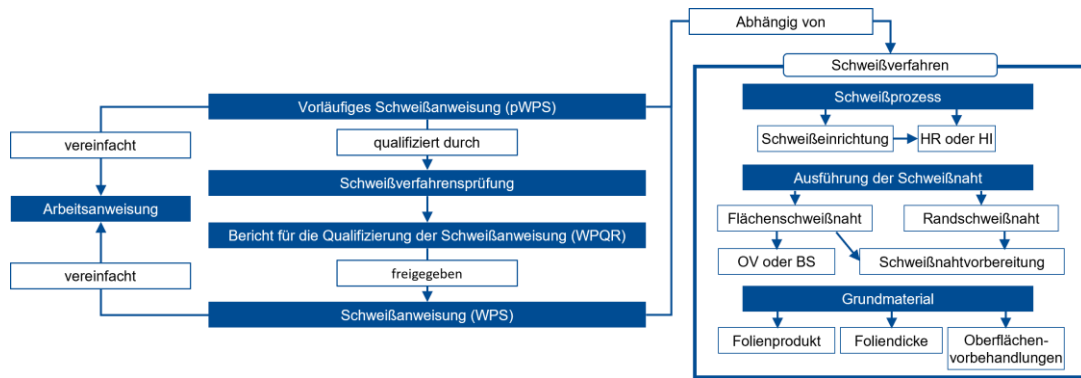 Abhängig von
Schweißverfahren
Vorläufiges Schweißanweisung (pWPS)
vereinfacht
qualifiziert durch
Schweißverfahrensprüfung
Arbeitsanweisung
Bericht für die Qualifizierung der Schweißanweisung (WPQR)
vereinfacht
freigegeben
Schweißanweisung (WPS)
Schweißprozess
Schweißeinrichtung
HR oder HI
Ausführung der Schweißnaht
Flächenschweißnaht
Randschweißnaht
OV oder BS
Schweißnahtvorbereitung
Grundmaterial
Folienprodukt
Foliendicke
Oberflächen-
vorbehandlungen